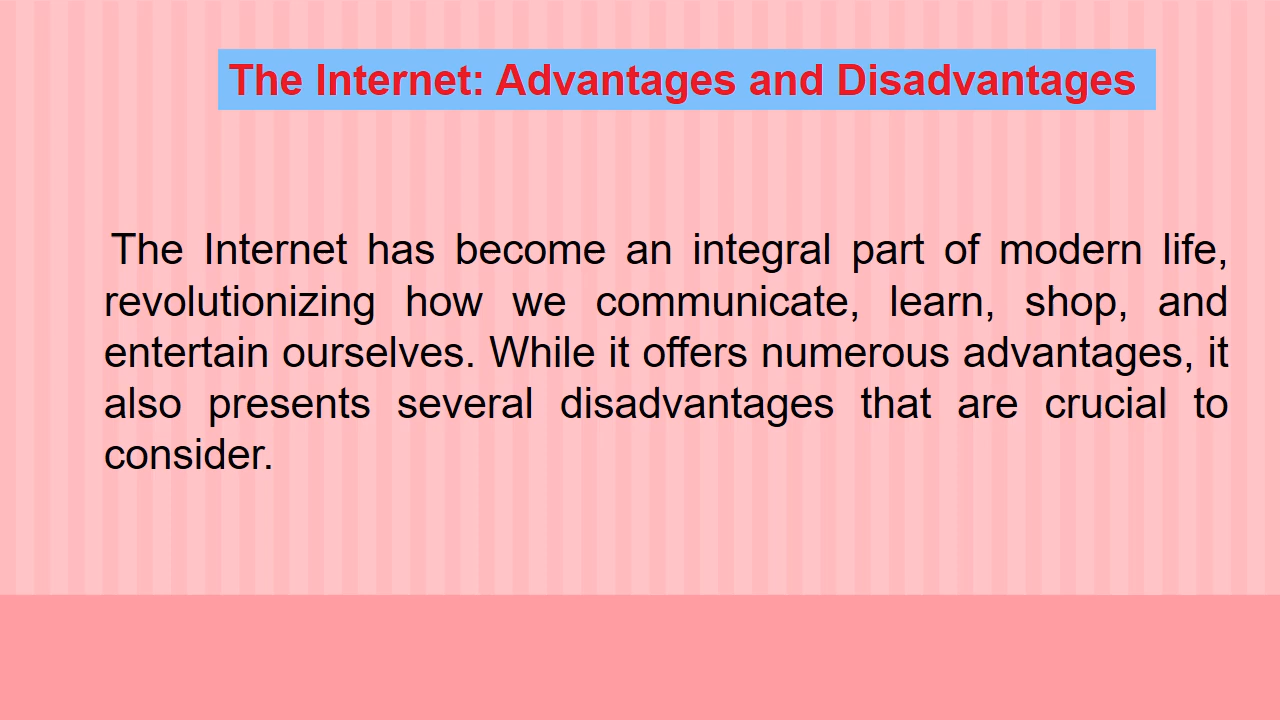 The Internet: Advantages and Disadvantages
The Internet has become an integral part of modern life,
revolutionizing how we communicate, learn, shop, and
entertain ourselves. While it offers numerous advantages, it
also presents several disadvantages that are crucial to
consider.